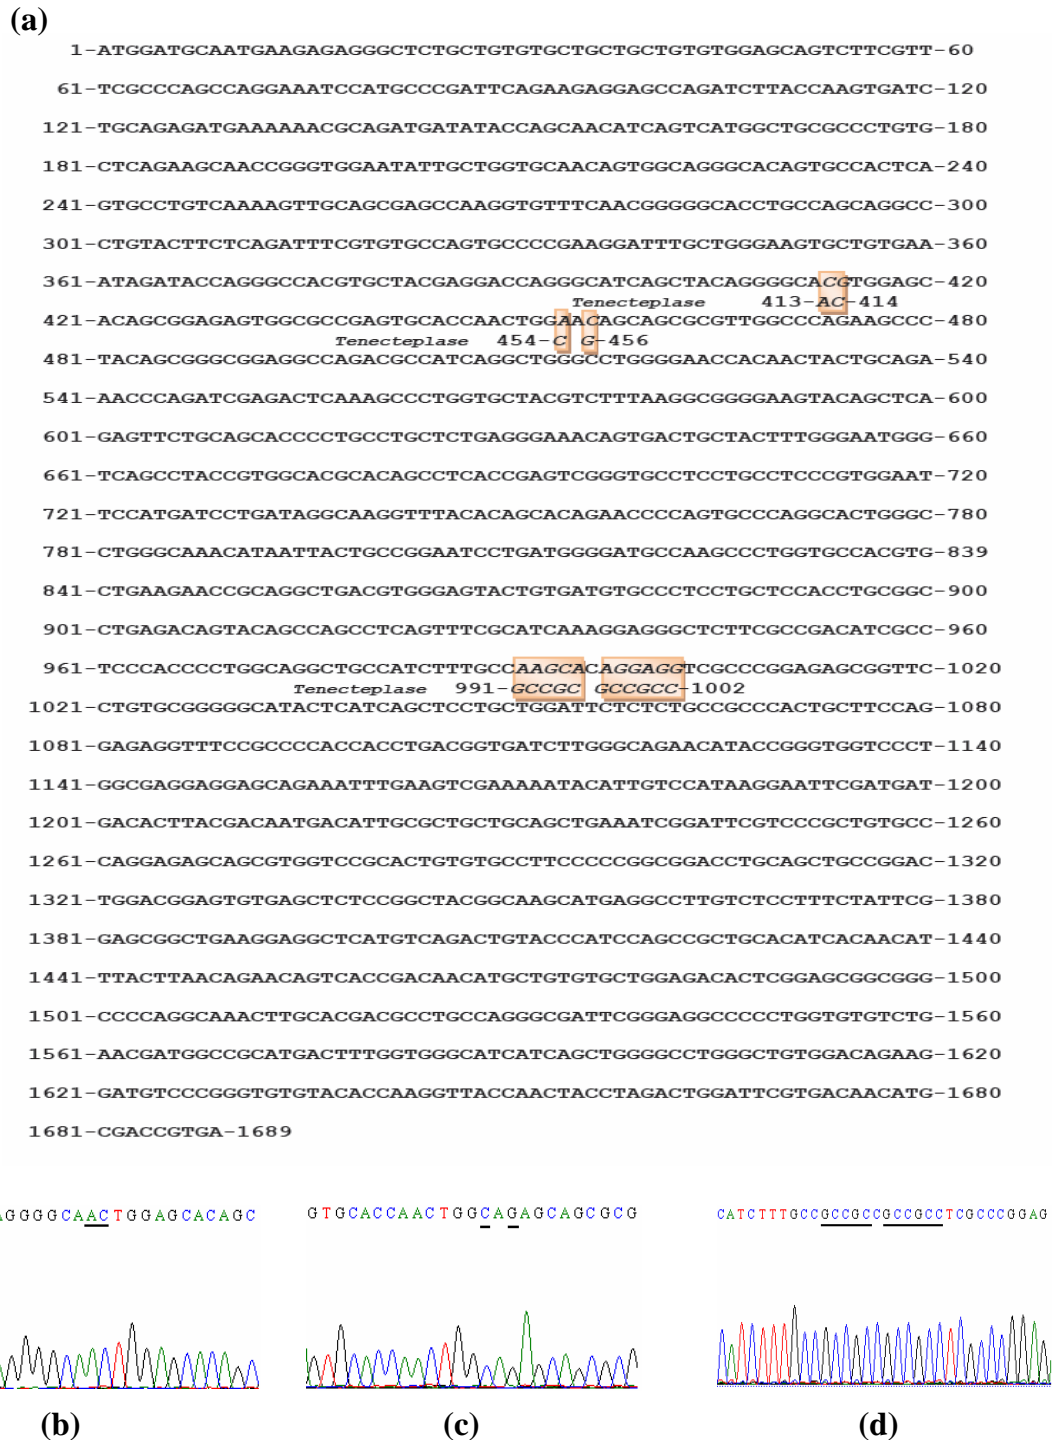 (a)
1-ATGGATGCAATGAAGAGAGGGCTCTGCTGTGTGCTGCTGCTGTGTGGAGCAGTCTTCGTT-60
61-TCGCCCAGCCAGGAAATCCATGCCCGATTCAGAAGAGGAGCCAGATCTTACCAAGTGATC-120
121-TGCAGAGATGAAAAAACGCAGATGATATACCAGCAACATCAGTCATGGCTGCGCCCTGTG-180
181-CTCAGAAGCAACCGGGTGGAATATTGCTGGTGCAACAGTGGCAGGGCACAGTGCCACTCA-240
241-GTGCCTGTCAAAAGTTGCAGCGAGCCAAGGTGTTTCAACGGGGGCACCTGCCAGCAGGCC-300
301-CTGTACTTCTCAGATTTCGTGTGCCAGTGCCCCGAAGGATTTGCTGGGAAGTGCTGTGAA-360
361-ATAGATACCAGGGCCACGTGCTACGAGGACCAGGGCATCAGCTACAGGGGCACGTGGAGC-420
Tenecteplase 413-AC-414
421-ACAGCGGAGAGTGGCGCCGAGTGCACCAACTGGAACAGCAGCGCGTTGGCCCAGAAGCCC-480
Tenecteplase 454-C G-456
481-TACAGCGGGCGGAGGCCAGACGCCATCAGGCTGGGCCTGGGGAACCACAACTACTGCAGA-540
541-AACCCAGATCGAGACTCAAAGCCCTGGTGCTACGTCTTTAAGGCGGGGAAGTACAGCTCA-600
601-GAGTTCTGCAGCACCCCTGCCTGCTCTGAGGGAAACAGTGACTGCTACTTTGGGAATGGG-660
661-TCAGCCTACCGTGGCACGCACAGCCTCACCGAGTCGGGTGCCTCCTGCCTCCCGTGGAAT-720
721-TCCATGATCCTGATAGGCAAGGTTTACACAGCACAGAACCCCAGTGCCCAGGCACTGGGC-780
781-CTGGGCAAACATAATTACTGCCGGAATCCTGATGGGGATGCCAAGCCCTGGTGCCACGTG-839
841-CTGAAGAACCGCAGGCTGACGTGGGAGTACTGTGATGTGCCCTCCTGCTCCACCTGCGGC-900
901-CTGAGACAGTACAGCCAGCCTCAGTTTCGCATCAAAGGAGGGCTCTTCGCCGACATCGCC-960
961-TCCCACCCCTGGCAGGCTGCCATCTTTGCCAAGCACAGGAGGTCGCCCGGAGAGCGGTTC-1020
Tenecteplase 991-GCCGC GCCGCC-1002
1021-CTGTGCGGGGGCATACTCATCAGCTCCTGCTGGATTCTCTCTGCCGCCCACTGCTTCCAG-1080
1081-GAGAGGTTTCCGCCCCACCACCTGACGGTGATCTTGGGCAGAACATACCGGGTGGTCCCT-1140
1141-GGCGAGGAGGAGCAGAAATTTGAAGTCGAAAAATACATTGTCCATAAGGAATTCGATGAT-1200
1201-GACACTTACGACAATGACATTGCGCTGCTGCAGCTGAAATCGGATTCGTCCCGCTGTGCC-1260
1261-CAGGAGAGCAGCGTGGTCCGCACTGTGTGCCTTCCCCCGGCGGACCTGCAGCTGCCGGAC-1320
1321-TGGACGGAGTGTGAGCTCTCCGGCTACGGCAAGCATGAGGCCTTGTCTCCTTTCTATTCG-1380
1381-GAGCGGCTGAAGGAGGCTCATGTCAGACTGTACCCATCCAGCCGCTGCACATCACAACAT-1440
1441-TTACTTAACAGAACAGTCACCGACAACATGCTGTGTGCTGGAGACACTCGGAGCGGCGGG-1500
1501-CCCCAGGCAAACTTGCACGACGCCTGCCAGGGCGATTCGGGAGGCCCCCTGGTGTGTCTG-1560
1561-AACGATGGCCGCATGACTTTGGTGGGCATCATCAGCTGGGGCCTGGGCTGTGGACAGAAG-1620
1621-GATGTCCCGGGTGTGTACACCAAGGTTACCAACTACCTAGACTGGATTCGTGACAACATG-1680
1681-CGACCGTGA-1689
AGGGGCAACTGGAGCACAGC GTGCACCAACTGGCAGAGCAGCGCG CATCTTTGCCGCCGCCGCCGCCTCGCCCGGAG
(b) (c) (d)